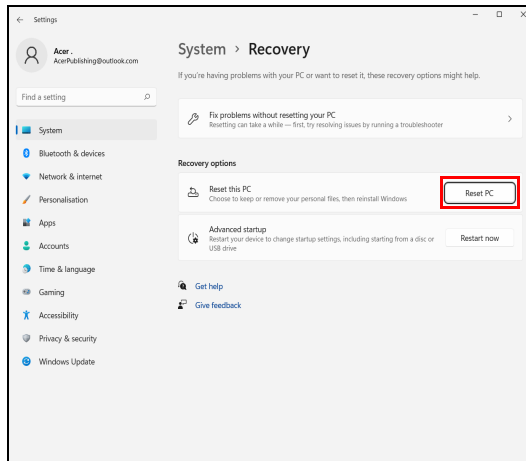 Settings
Acer .
AcerPublishing@outlook.com
Find a setting
System
Bluetooth & devices
Network & internet
Personalisation
Apps
Accounts
Time & language
Gaming
Accessibility
Privacy & security
Windows Update
System > Recovery
If you're having problems with your PC or want to reset it, these recovery options might help.
Fix problems without resetting your PC
Resetting can take a while — first, try resolving issues by running a troubleshooter
Recovery options
Reset this PC
Choose to keep or remove your personal files, then reinstall Windows
Reset PC
Advanced startup
Restart your device to change startup settings, including starting from a disc or
USB drive
Restart now
Get help
Give feedback